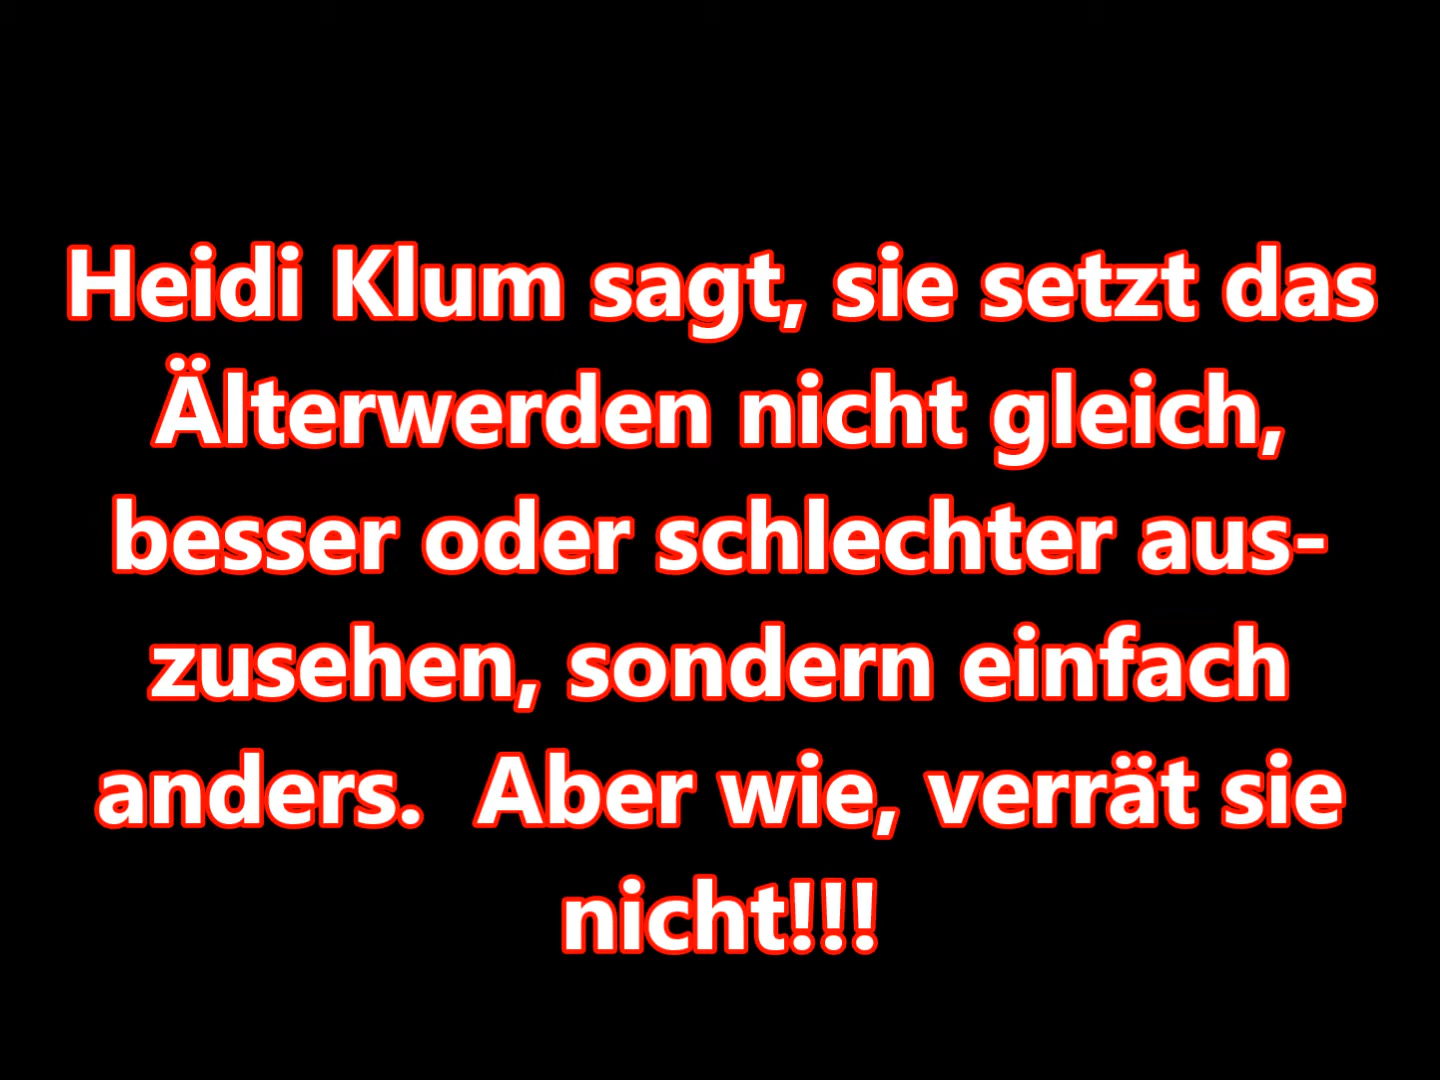 Heidi Klum sagt, sie setzt das
Älterwerden nicht gleich,
besser oder schlechter aus-
zusehen, sondern einfach
anders.  Aber wie, verrät sie
nicht!!!